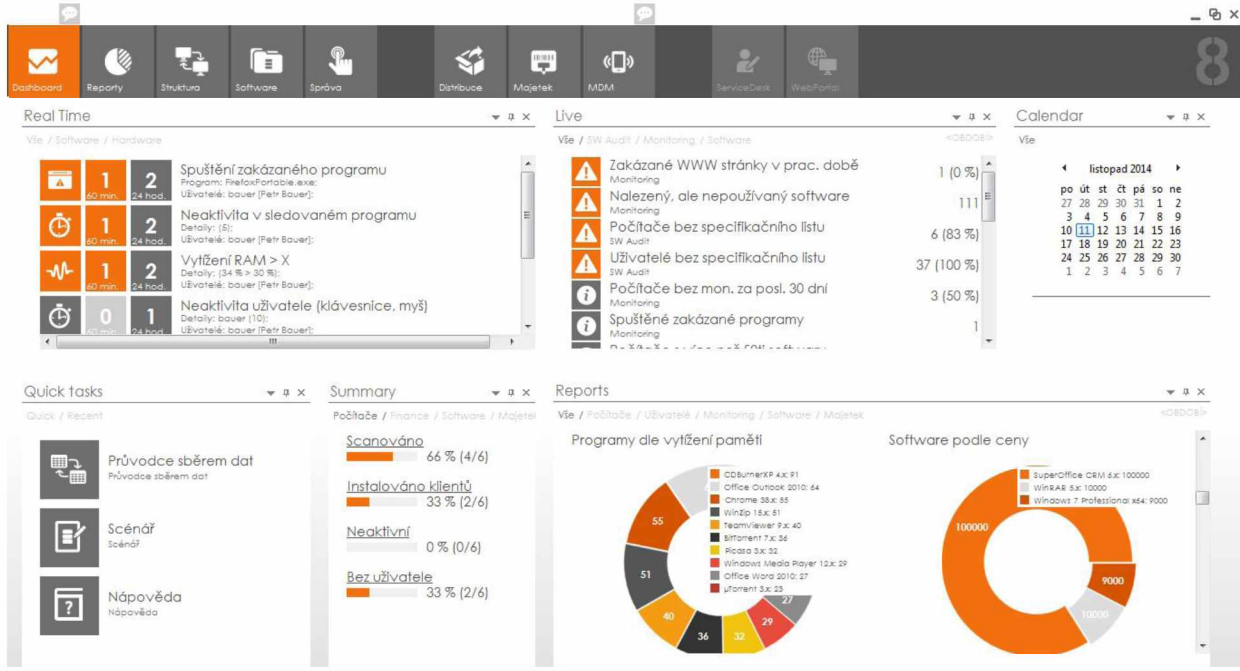 Dashboard
Reporty
Struktura
Software
Správa
Distribuce
Majetek
MDM
ServiceDesk
WebPortal
8
Real Time
Vše / Software / Hardware
1
60 min.
2
24 hod.
Spuštění zakázaného programu
Program: FirefoxPortable.exe;
Uživatelé: bauer [Petr Bauer];
1
60 min.
2
24 hod.
Neaktivita v sledovaném programu
Detaily: (5);
Uživatelé: bauer [Petr Bauer];
1
60 min.
2
24 hod.
Vytížení RAM > X
Detaily: (34 % > 30 %);
Uživatelé: bauer [Petr Bauer];
0
60 min.
1
24 hod.
Neaktivita uživatele (klávesnice, myš)
Detaily: bauer (10);
Uživatelé: bauer [Petr Bauer];
Live
Vše / SW Audit / Monitoring / Software
<OBDOBÍ>
Zakázané WWW stránky v prac. době 1 (0 %)
Monitoring
Nalezený, ale nepoužívaný software 111
Monitoring
Počítače bez specifikačního listu 6 (83 %)
SW Audit
Uživatelé bez specifikačního listu 37 (100 %)
SW Audit
Počítače bez mon. za posl. 30 dní 3 (50 %)
Monitoring
Spuštěné zakázané programy 1
Monitoring
Calendar
Vše
listopad 2014
po út st čt pá so ne
27 28 29 30 31 1 2
3 4 5 6 7 8 9
10 11 12 13 14 15 16
17 18 19 20 21 22 23
24 25 26 27 28 29 30
1 2 3 4 5 6 7
Quick tasks
Quick / Recent
Průvodce sběrem dat
Průvodce sběrem dat
Scénář
Scénář
Nápověda
Nápověda
Summary
Počítače / Finance / Software / Majetek
Scanováno
66 % (4/6)
Instalováno klientů
33 % (2/6)
Neaktivní
0 % (0/6)
Bez uživatele
33 % (2/6)
Reports
Vše / Počítače / Uživatelé / Monitoring / Software / Majetek
<OBDOBÍ>
Programy dle vytížení paměti
CDBurnerXP 4.x: 91
Office Outlook 2010: 64
Chrome 38.x: 55
WinZip 15.x: 51
TeamViewer 9.x: 40
BitTorrent 7.x: 36
Picasa 3.x: 32
Windows Media Player 12.x: 29
Office Word 2010: 27
µTorrent 3.x: 23
55
51
40
36
32
29
27
Software podle ceny
SuperOffice CRM 6.x: 100000
WinRAR 5.x: 10000
Windows 7 Professional x64: 9000
100000
9000
10000